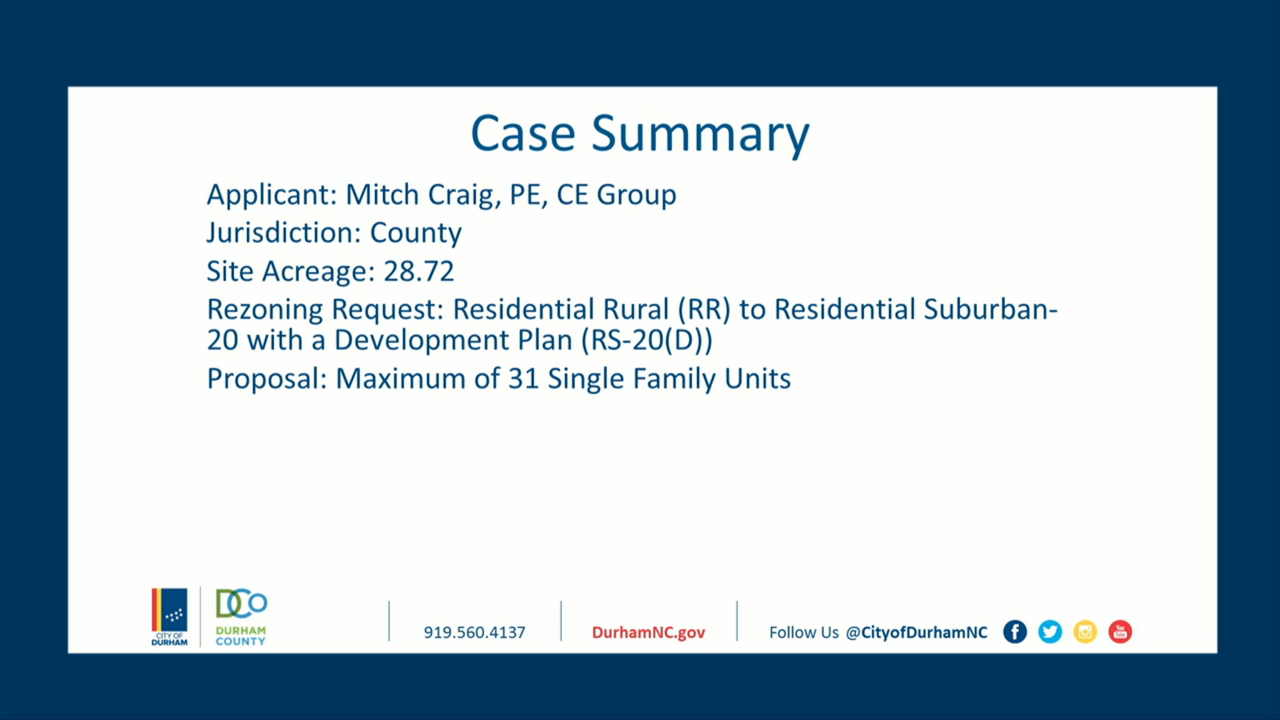 Case Summary
Applicant: Mitch Craig, PE, CE Group
Jurisdiction: County
Site Acreage: 28.72
Rezoning Request: Residential Rural (RR) to Residential Suburban-
20 with a Development Plan (RS-20(D))
Proposal: Maximum of 31 Single Family Units
CITY OF
DURHAM
DCo
DURHAM
COUNTY
919.560.4137
DurhamNC.gov
Follow Us @CityofDurhamNC
f
You
Tube